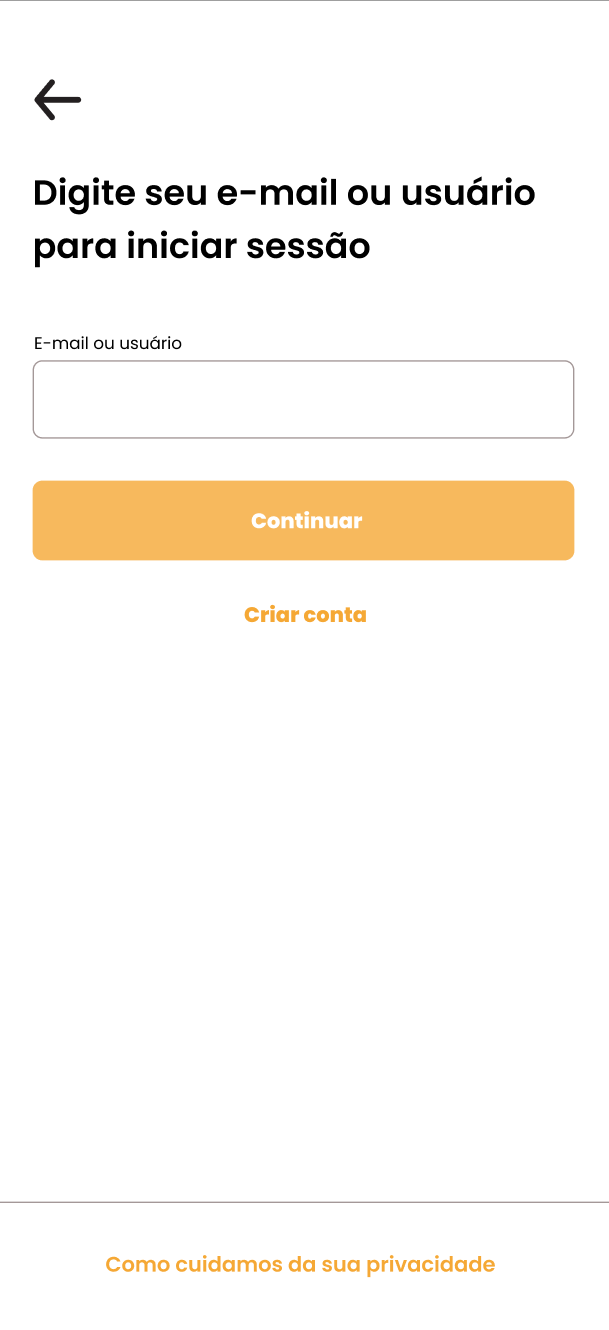 Digite seu e-mail ou usuário
para iniciar sessão
E-mail ou usuário
Continuar
Criar conta
Como cuidamos da sua privacidade